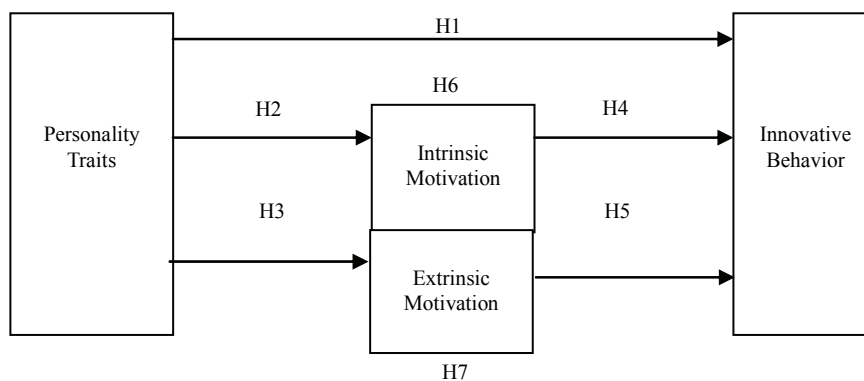 H1
H6
H2
H4
Personality
Traits
Intrinsic
Motivation
Innovative
Behavior
H3
H5
Extrinsic
Motivation
H7